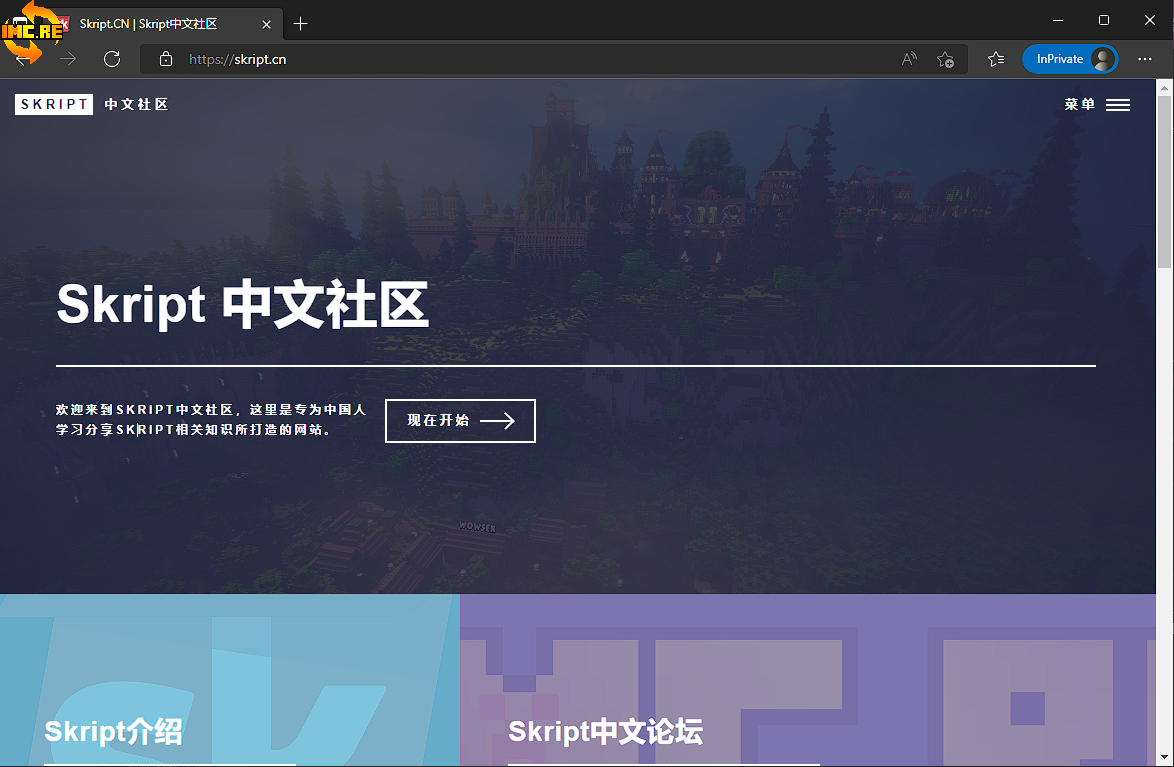 Skript.CN | Skript中文社区
IMC.RE
https://skript.cn
InPrivate
SKRIPT 中文社区
菜单
Skript 中文社区
欢迎来到SKRIPT中文社区，这里是专为中国人
学习分享SKRIPT相关知识所打造的网站。
现在开始
WOWSER
Skript介绍
Skript中文论坛